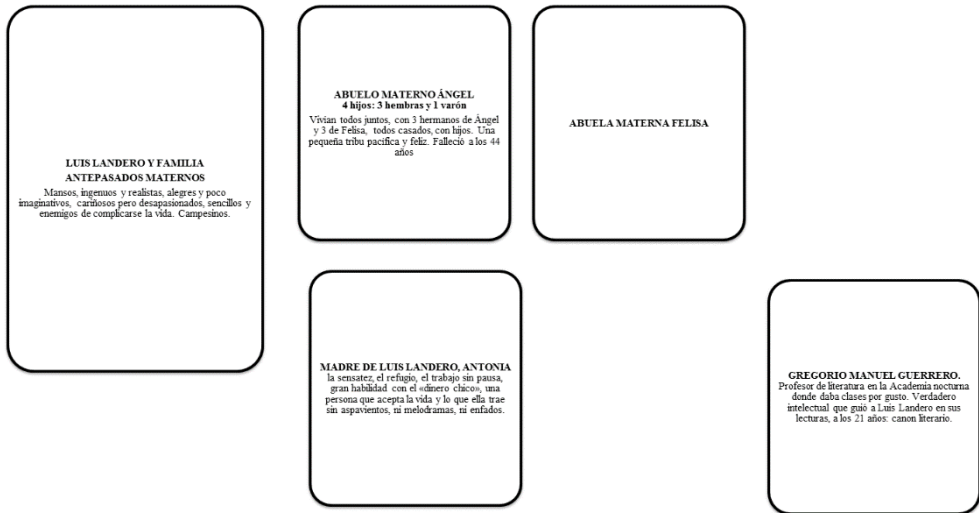 LUIS LANDERO Y FAMILIA
ANTEPASADOS MATERNOS
Mansos, ingenuos y realistas, alegres y poco
imaginativos, cariñosos pero desapasionados, sencillos y
enemigos de complicarse la vida. Campesinos.
ABUELO MATERNO ÁNGEL
4 hijos: 3 hembras y 1 varón
Vivían todos juntos, con 3 hermanos de Ángel
y 3 de Felisa, todos casados, con hijos. Una
pequeña tribu pacífica y feliz. Falleció a los 44
años
ABUELA MATERNA FELISA
MADRE DE LUIS LANDERO, ANTONIA
la sensatez, el refugio, el trabajo sin pausa,
gran habilidad con el «dinero chico», una
persona que acepta la vida y lo que ella trae
sin aspavientos, ni melodramas, ni enfados.
GREGORIO MANUEL GUERRERO.
Profesor de literatura en la Academia nocturna
donde daba clases por gusto. Verdadero
intelectual que guió a Luis Landero en sus
lecturas, a los 21 años: canon literario.